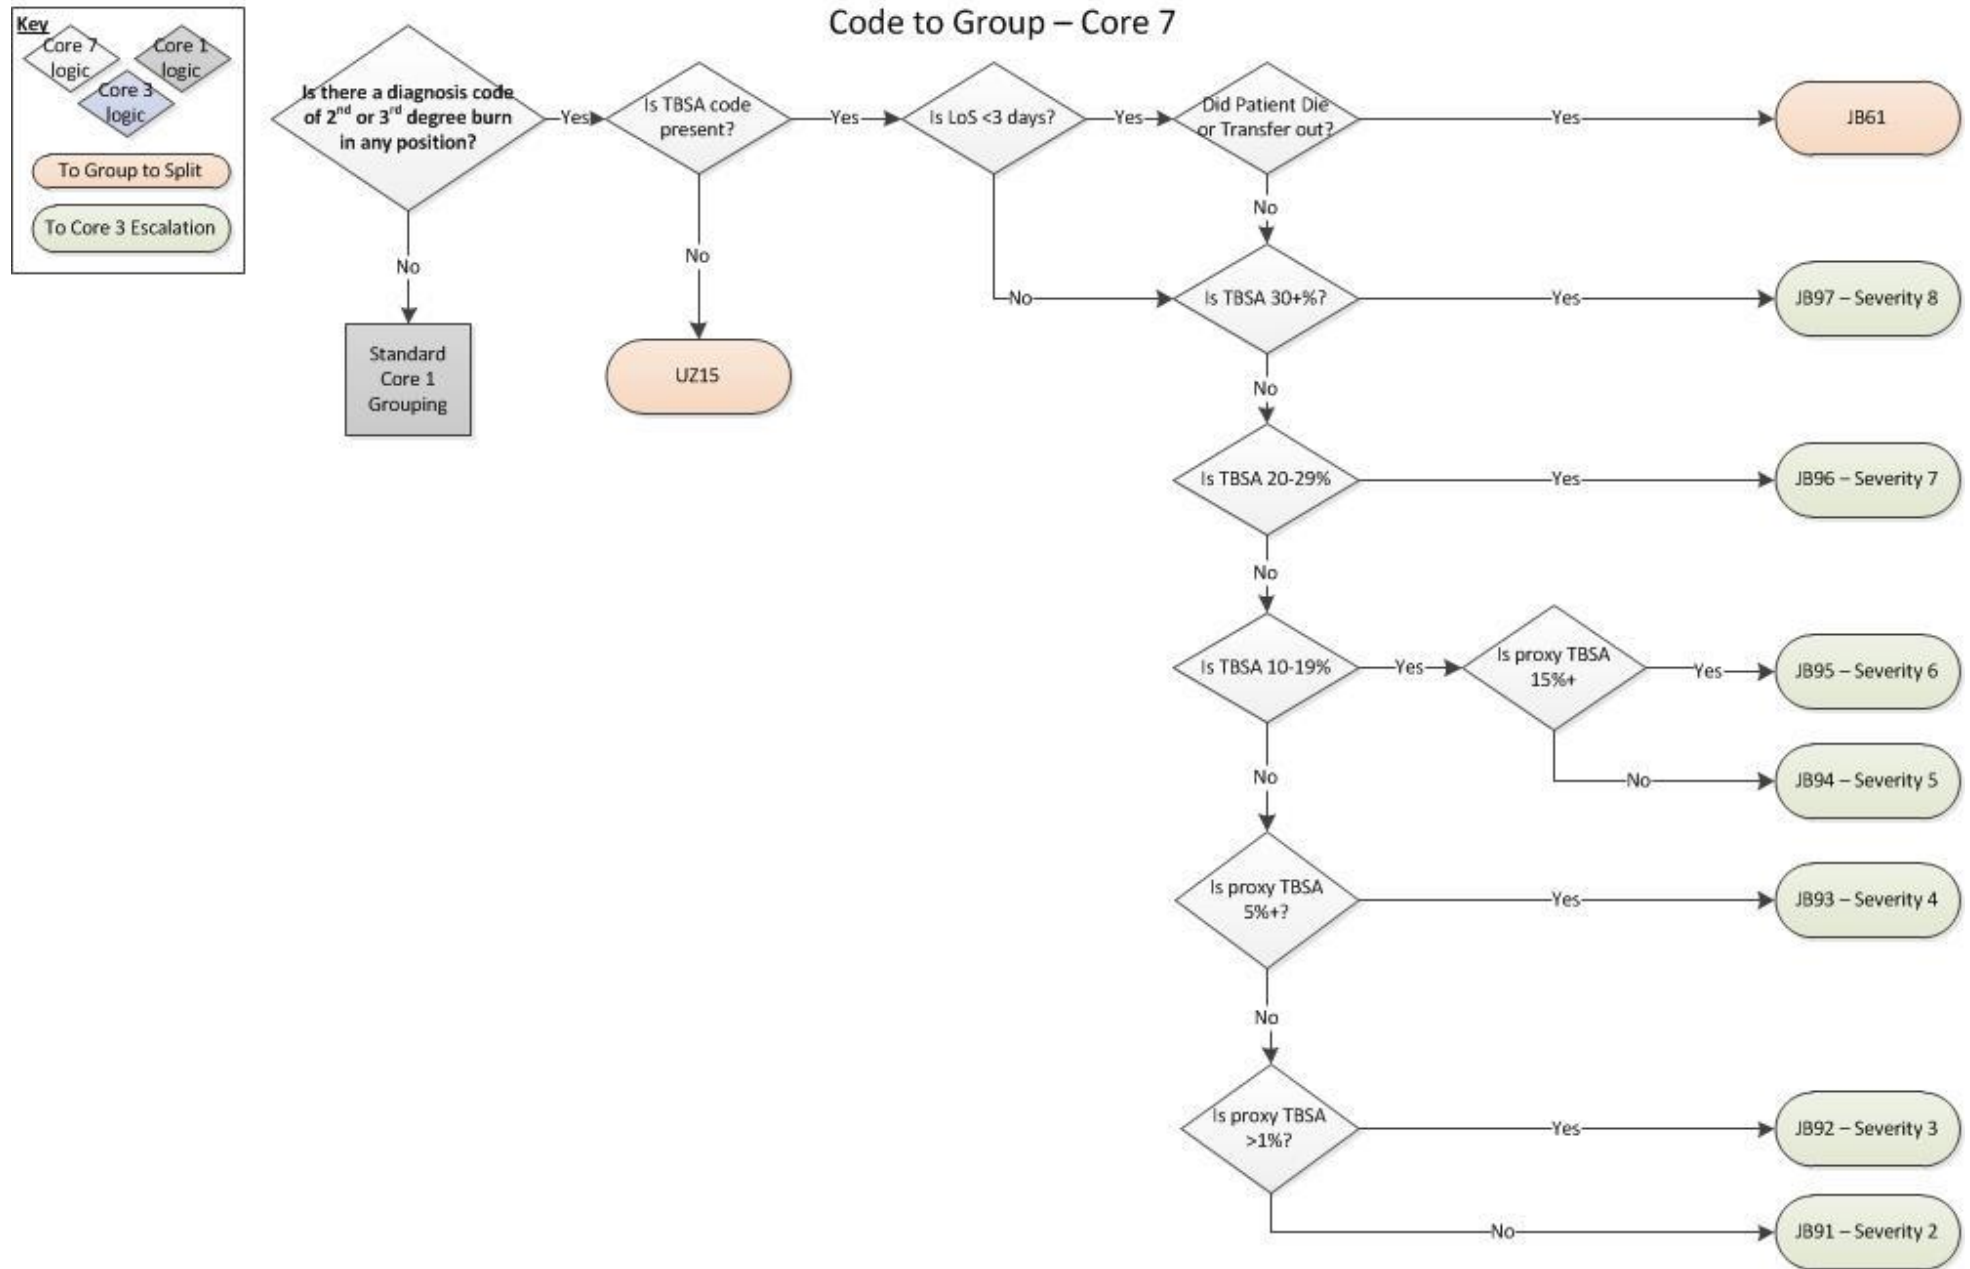 Code to Group – Core 7
Key
Core 7
logic
Core 1
logic
Core 3
logic
To Group to Split
To Core 3 Escalation
Is there a diagnosis code
of 2nd or 3rd degree burn
in any position?
Yes
Is TBSA code
present?
Yes
Is LoS <3 days?
Yes
Did Patient Die
or Transfer out?
Yes
JB61
No
No
No
Standard
Core 1
Grouping
UZ15
No
Is TBSA 30+%?
Yes
JB97 – Severity 8
No
Is TBSA 20-29%
Yes
JB96 – Severity 7
No
Is TBSA 10-19%
Yes
Is proxy TBSA
15%+
Yes
JB95 – Severity 6
No
No
JB94 – Severity 5
Is proxy TBSA
5%+?
Yes
JB93 – Severity 4
No
Is proxy TBSA
>1%?
Yes
JB92 – Severity 3
No
JB91 – Severity 2